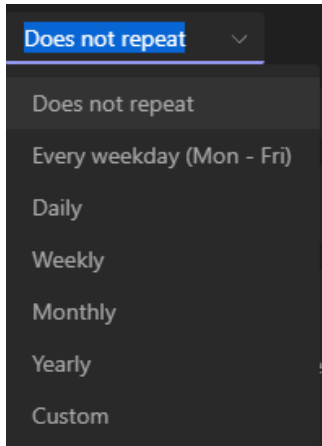 Does not repeat
Does not repeat
Every weekday (Mon - Fri)
Daily
Weekly
Monthly
Yearly
Custom